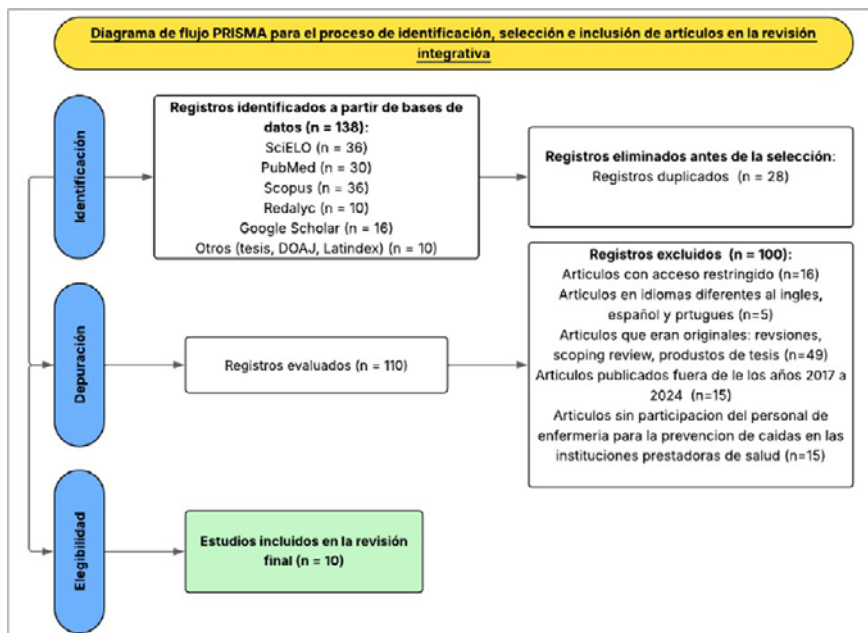 Diagrama de flujo PRISMA para el proceso de identificación, selección e inclusión de artículos en la revisión
integrativa
Identificación
Registros identificados a partir de bases de
datos (n = 138):
SciELO (n = 36)
PubMed (n = 30)
Scopus (n = 36)
Redalyc (n = 10)
Google Scholar (n = 16)
Otros (tesis, DOAJ, Latindex) (n = 10)
Registros eliminados antes de la selección:
Registros duplicados (n = 28)
Depuración
Registros evaluados (n = 110)
Registros excluidos (n = 100):
Articulos con acceso restringido (n=16)
Articulos en idiomas diferentes al ingles,
español y prtugues (n=5)
Articulos que eran originales: revsiones,
scoping review, produstos de tesis (n=49)
Articulos publicados fuera de le los años 2017 a
2024 (n=15)
Articulos sin participacion del personal de
enfermeria para la prevencion de caidas en las
instituciones prestadoras de salud (n=15)
Elegibilidad
Estudios incluidos en la revisión
final (n = 10)